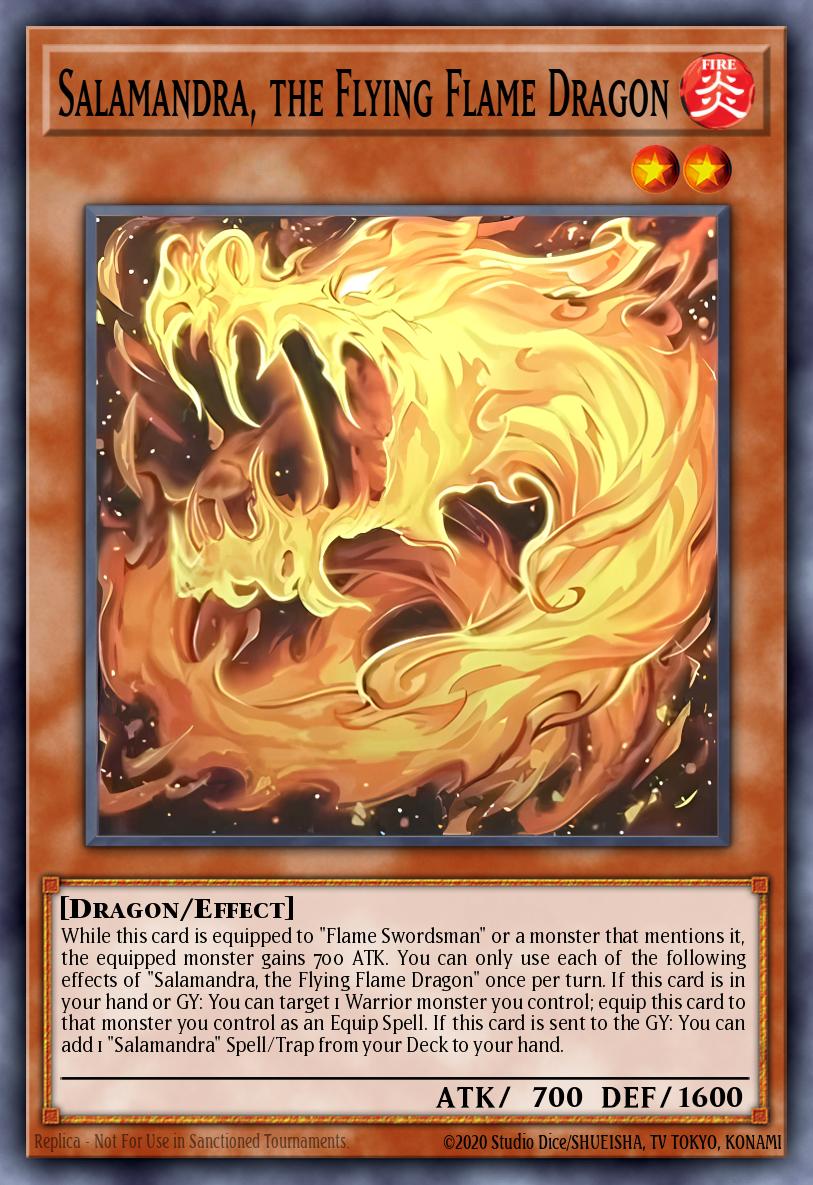 Salamandra, the Flying Flame Dragon
FIRE
炎
[Dragon/Effect]
While this card is equipped to "Flame Swordsman" or a monster that mentions it,
the equipped monster gains 700 ATK. You can only use each of the following
effects of "Salamandra, the Flying Flame Dragon" once per turn. If this card is in
your hand or GY: You can target 1 Warrior monster you control; equip this card to
that monster you control as an Equip Spell. If this card is sent to the GY: You can
add 1 "Salamandra" Spell/Trap from your Deck to your hand.
ATK/ 700 DEF/1600
Replica - Not For Use in Sanctioned Tournaments.
©2020 Studio Dice/SHUEISHA, TV TOKYO, KONAMI